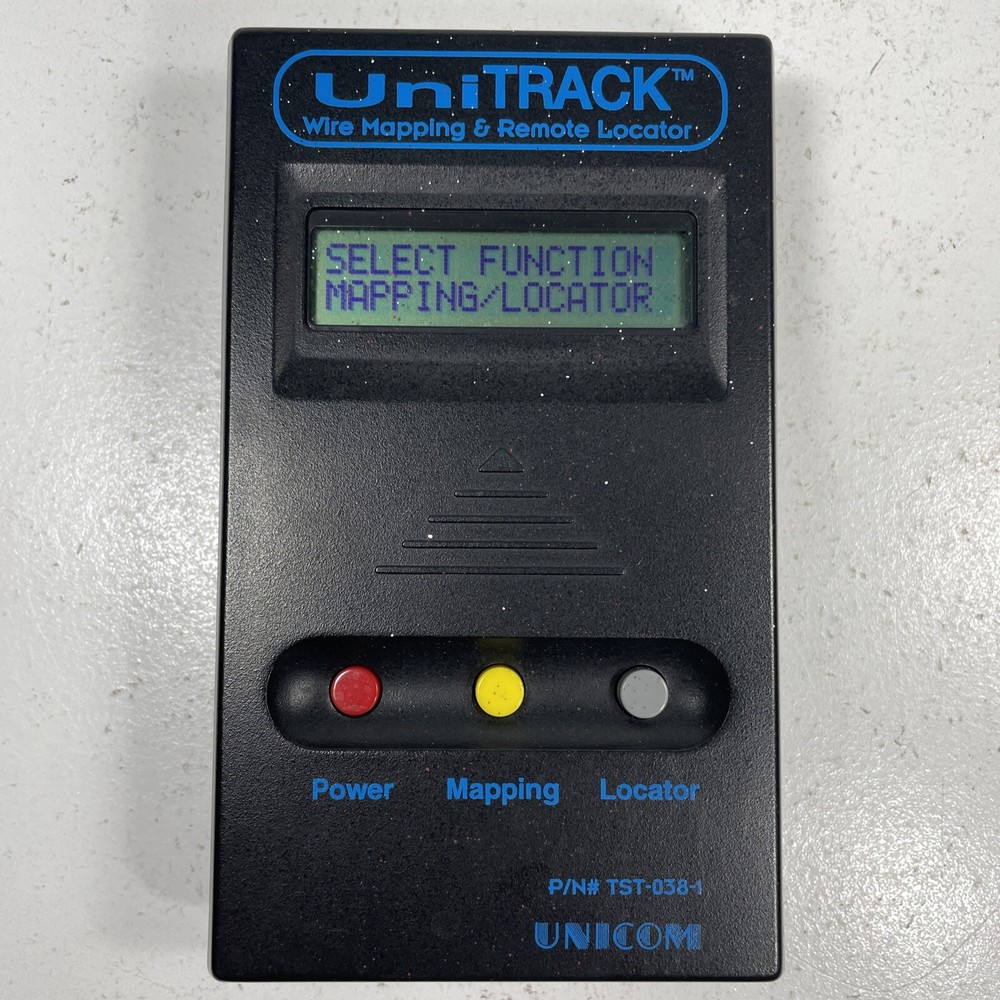 UniTRACK™
Wire Mapping & Remote Locator
SELECT FUNCTION
MAPPING/LOCATOR
Power Mapping Locator
P/N# TST-038-1
UNICOM